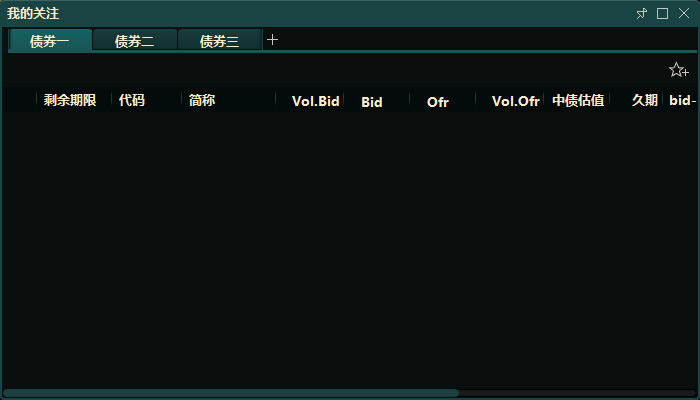 我的关注
债券一 债券二 债券三
剩余期限 代码 简称 Vol.Bid Bid Ofr Vol.Ofr 中债估值 久期 bid-